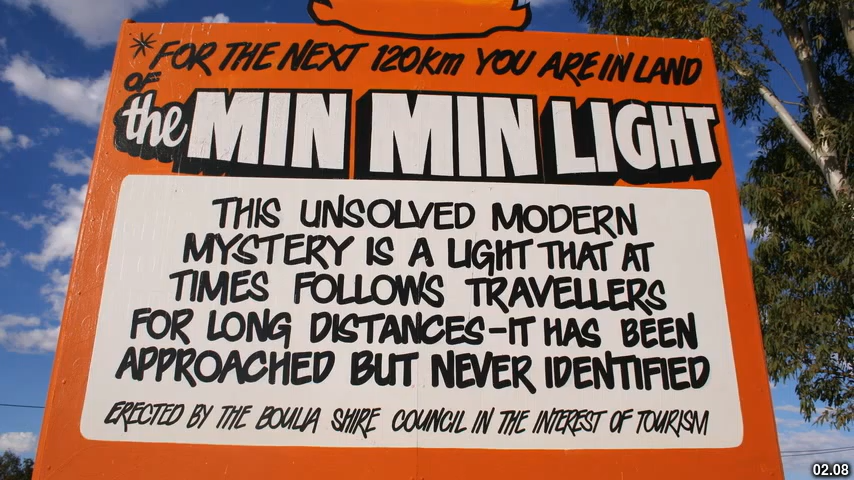 *FOR THE NEXT 120Km YOU ARE IN LAND
OF
the MIN MIN LIGHT
THIS UNSOLVED MODERN
MYSTERY IS A LIGHT THAT AT
TIMES FOLLOWS TRAVELLERS
FOR LONG DISTANCES-IT HAS BEEN
APPROACHED BUT NEVER IDENTIFIED
ERECTED BY THE BOULIA SHIRE COUNCIL IN THE INTEREST OF TOURISM
02.08